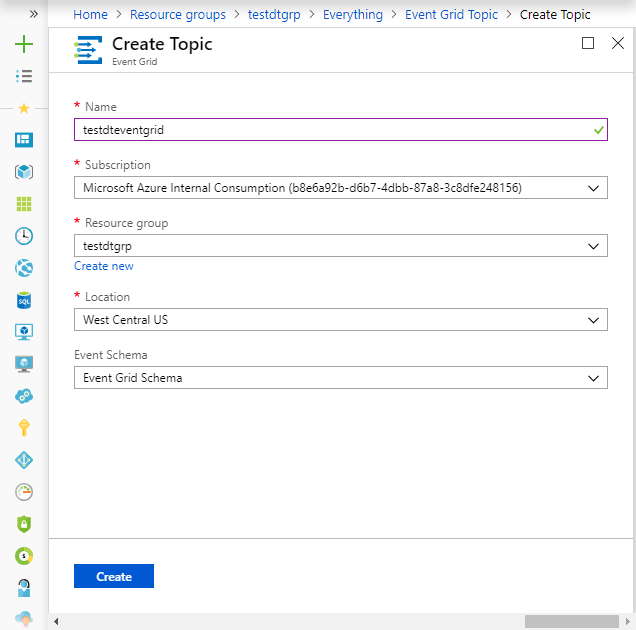 Home > Resource groups > testdtgrp > Everything > Event Grid Topic > Create Topic
Create Topic
Event Grid
* Name
testdteventgrid
* Subscription
Microsoft Azure Internal Consumption (b8e6a92b-d6b7-4dbb-87a8-3c8dfe248156)
* Resource group
testdtgrp
Create new
* Location
West Central US
Event Schema
Event Grid Schema
SQL
Create